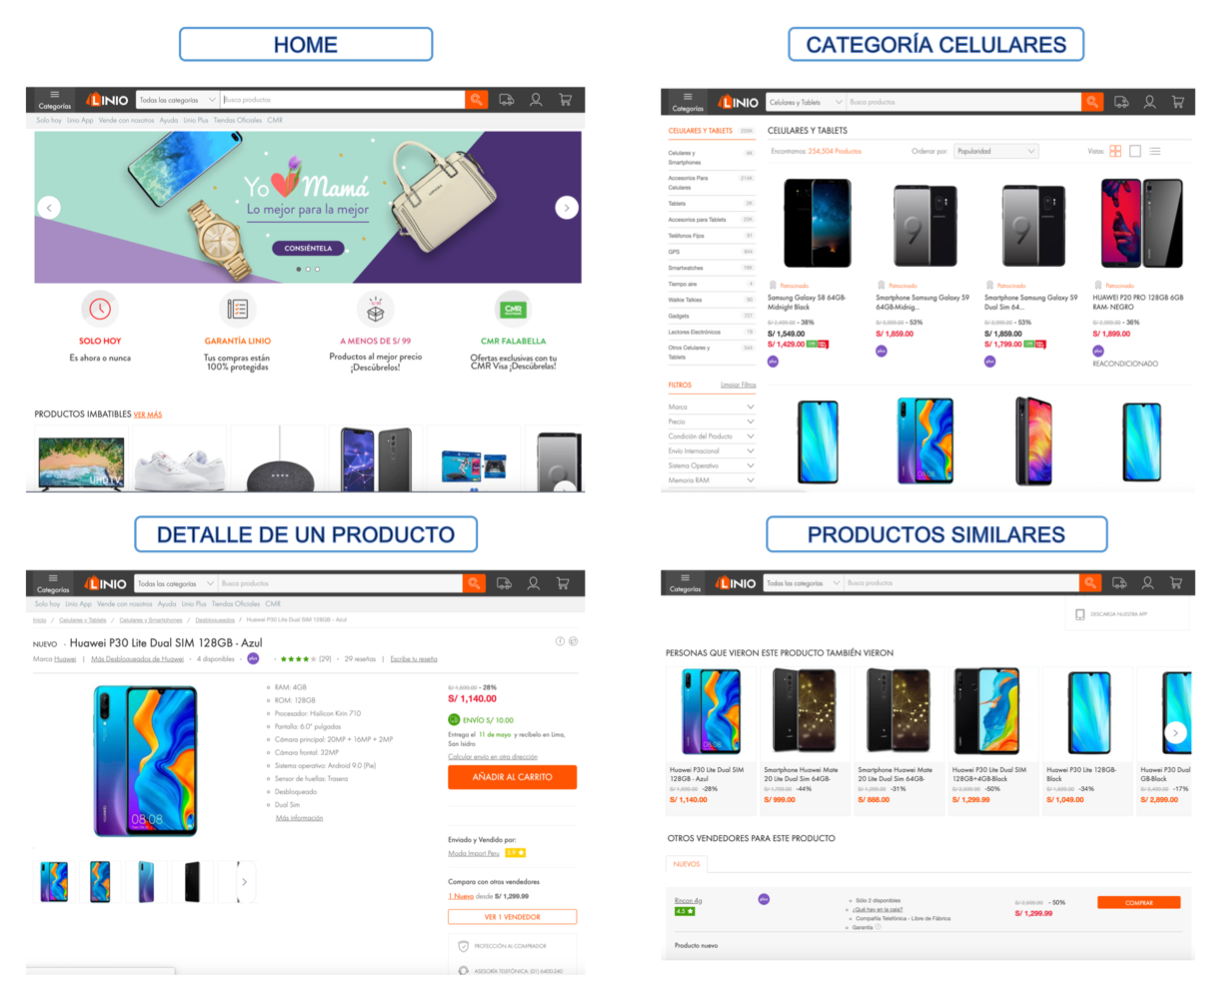 HOME
Categorías
LINIO
Todas las categorías
Busca productos
Solo hoy Linio App Vende con nosotros Ayuda Linio Plus Tiendas Oficiales CMR
Yo Mamá
Lo mejor para la mejor
CONSIÉNTELA
SOLO HOY
Es ahora o nunca
GARANTÍA LINIO
Tus compras están
100% protegidas
A MENOS DE S/ 99
Productos al mejor precio
¡Descúbrelos!
CMR
CMR FALABELLA
Ofertas exclusivas con tu
CMR Visa ¡Descúbrelas!
PRODUCTOS IMBATIBLES VER MÁS
UHDTV
CATEGORÍA CELULARES
Categorías
LINIO
Celulares y Tablets
Busca productos
CELULARES Y TABLETS
Celulares y
Smartphones
4K
Accesorios Para
Celulares
214K
Tablets
2K
Accesorios para Tablets
Teléfonos Fijos
GPS
Smartwatches
Tiempo aire
Walkie Talkies
Gadgets
Lectores Electrónicos
Otros Celulares y
Tablets
FILTROS
Limpiar Filtros
Marca
Precio
Condición del Producto
Envío Internacional
Sistema Operativo
Memoria RAM
CELULARES Y TABLETS
Encontramos: 254,504 Productos
Ordenar por: Popularidad
Vistas:
Patrocinado
Samsung Galaxy S8 64GB-
Midnight Black
-38%
S/ 1,549.00
S/ 1,429.00
plus
Patrocinado
Smartphone Samsung Galaxy S9
64GB-Midnig...
-53%
S/ 1,859.00
plus
Patrocinado
Smartphone Samsung Galaxy S9
Dual Sim 64...
-53%
S/ 1,859.00
S/ 1,799.00
plus
Patrocinado
HUAWEI P20 PRO 128GB 6GB
RAM- NEGRO
-36%
S/ 1,899.00
plus
REACONDICIONADO
DETALLE DE UN PRODUCTO
Categorías
LINIO
Todas las categorías
Busca productos
Solo hoy Linio App Vende con nosotros Ayuda Linio Plus Tiendas Oficiales CMR
Inicio / Celulares y Tablets / Celulares y Smartphones / Desbloqueados / Huawei P30 Lite Dual SIM 128GB - Azul
NUEVO · Huawei P30 Lite Dual SIM 128GB - Azul
Marca Huawei | Más Desbloqueados de Huawei · 4 disponibles · plus · (29) · 29 reseñas | Escribe tu reseña
RAM: 4GB
ROM: 128GB
Procesador: Hisilicon Kirin 710
Pantalla: 6.0" pulgadas
Cámara principal: 20MP + 16MP + 2MP
Cámara frontal: 32MP
Sistema operativo: Android 9.0 (Pie)
Sensor de huellas: Trasera
Desbloqueado
Dual Sim
Más información
-28%
S/ 1,140.00
ENVÍO S/ 10.00
Entrega el 11 de mayo y recíbelo en Lima,
San Isidro
Calcular envío en otra dirección
AÑADIR AL CARRITO
Enviado y Vendido por:
Moda Import Peru
Compara con otros vendedores
1 Nuevo desde S/ 1,299.99
VER 1 VENDEDOR
PROTECCIÓN AL COMPRADOR
ASESORÍA TELEFÓNICA: (01) 6400-240
08:08
HUAWEI
PRODUCTOS SIMILARES
Categorías
LINIO
Todas las categorías
Busca productos
DESCARGA NUESTRA APP
PERSONAS QUE VIERON ESTE PRODUCTO TAMBIÉN VIERON
Huawei P30 Lite Dual SIM
128GB - Azul
-28%
S/ 1,140.00
Smartphone Huawei Mate
20 Lite Dual Sim 64GB-
-44%
S/ 999.00
Smartphone Huawei Mate
20 Lite Dual Sim 64GB-
-31%
S/ 888.00
Huawei P30 Lite Dual SIM
128GB+4GB-Black
-50%
S/ 1,299.99
Huawei P30 Lite 128GB-
Black
-34%
S/ 1,049.00
Huawei P30 Dual
GB-Black
-17%
S/ 2,899.00
OTROS VENDEDORES PARA ESTE PRODUCTO
NUEVOS
Rincon 4g
4.5
plus
Sólo 2 disponibles
¿Qué hay en la caja?
Compañía Telefónica - Libre de Fábrica
Garantía
-50%
S/ 1,299.99
COMPRAR
Producto nuevo